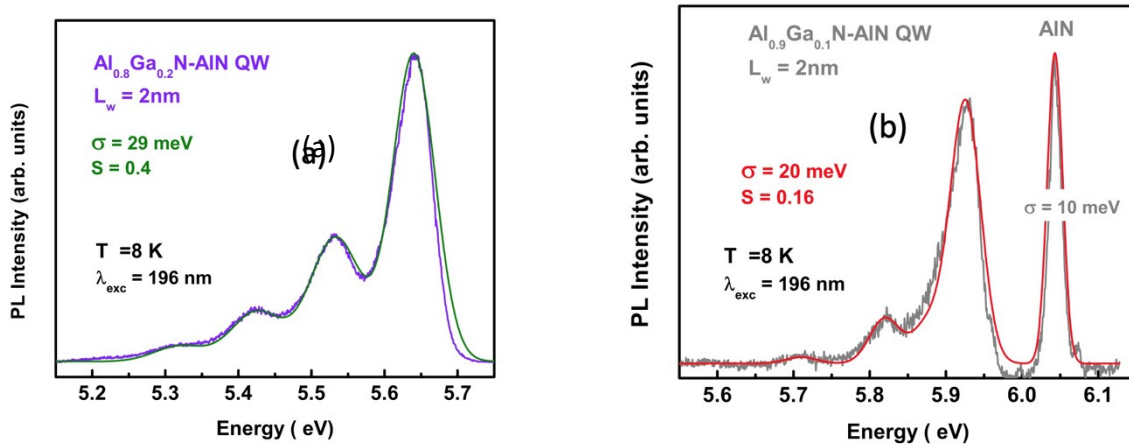 PL Intensity (arb. units)
Al0.8Ga0.2N-AlN QW
Lw = 2nm
σ = 29 meV
S = 0.4
(a)
(a)
T =8 K
λexc = 196 nm
5.2 5.3 5.4 5.5 5.6 5.7
Energy ( eV)
PL Intensity (arb. units)
Al0.9Ga0.1N-AlN QW
Lw = 2nm
AlN
(b)
σ = 20 meV
S = 0.16
σ = 10 meV
T =8 K
λexc = 196 nm
5.6 5.7 5.8 5.9 6.0 6.1
Energy ( eV)